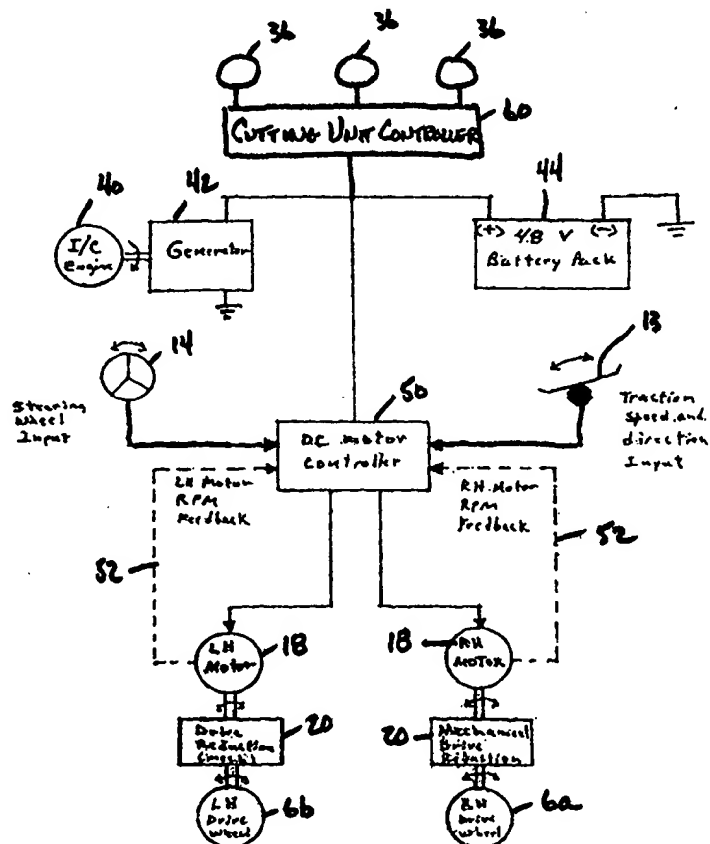 36 36 36
CUTTING UNIT CONTROLLER
60
40
42
44
I/C
Engine
Generator
(+) 48 V (-)
Battery Pack
14
13
Steering
Wheel
Input
50
DC Motor
Controller
Traction
Speed and
direction
Input
LH Motor
RPM
Feedback
RH Motor
RPM
Feedback
52
52
LH
Motor
18
18
RH
MOTOR
Drive
Reduction
20
20
Mechanical
Drive
Reduction
LH
Drive
Wheel
6b
RH
Drive
Wheel
6a